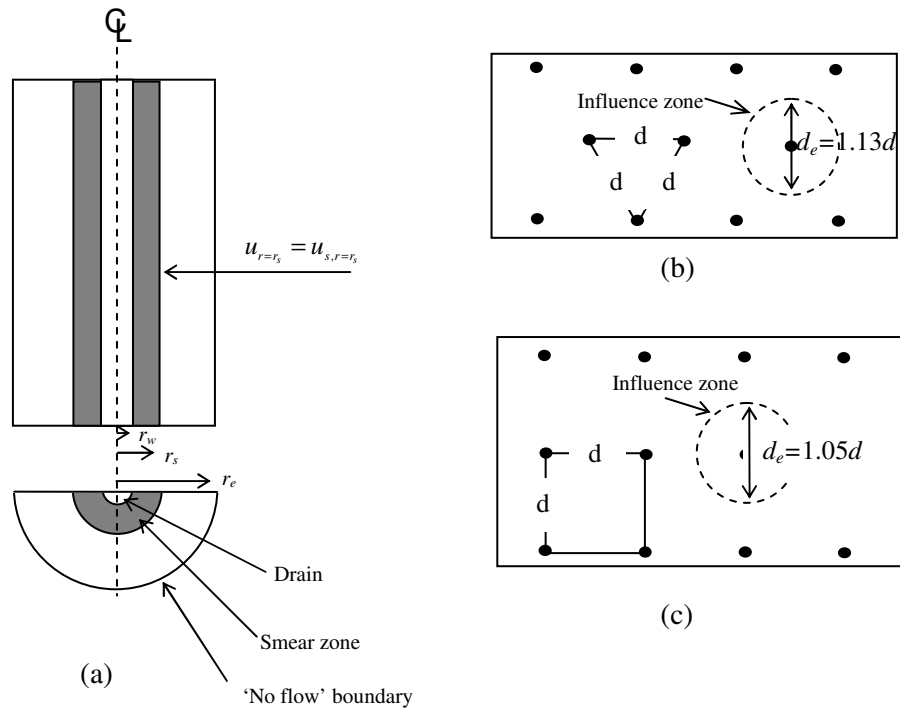 ℄
u_{r=r_s} = u_{s,r=r_s}
r_w
r_s
r_e
Drain
Smear zone
(a)
‘No flow’ boundary
Influence zone
d
d d
d_e=1.13d
(b)
Influence zone
d
d
d_e=1.05d
(c)